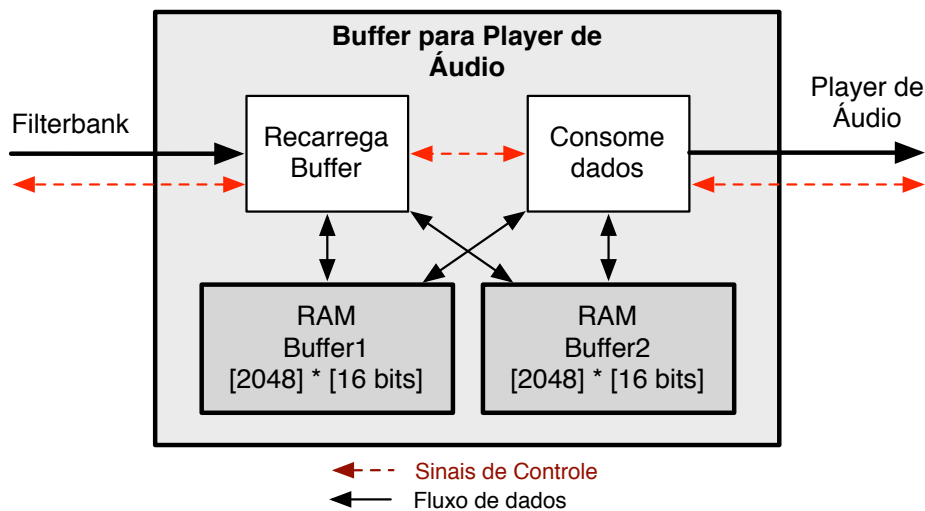 Buffer para Player de
Áudio
Filterbank
Recarrega
Buffer
Consome
dados
Player de
Áudio
RAM
Buffer1
[2048] * [16 bits]
RAM
Buffer2
[2048] * [16 bits]
Sinais de Controle
Fluxo de dados